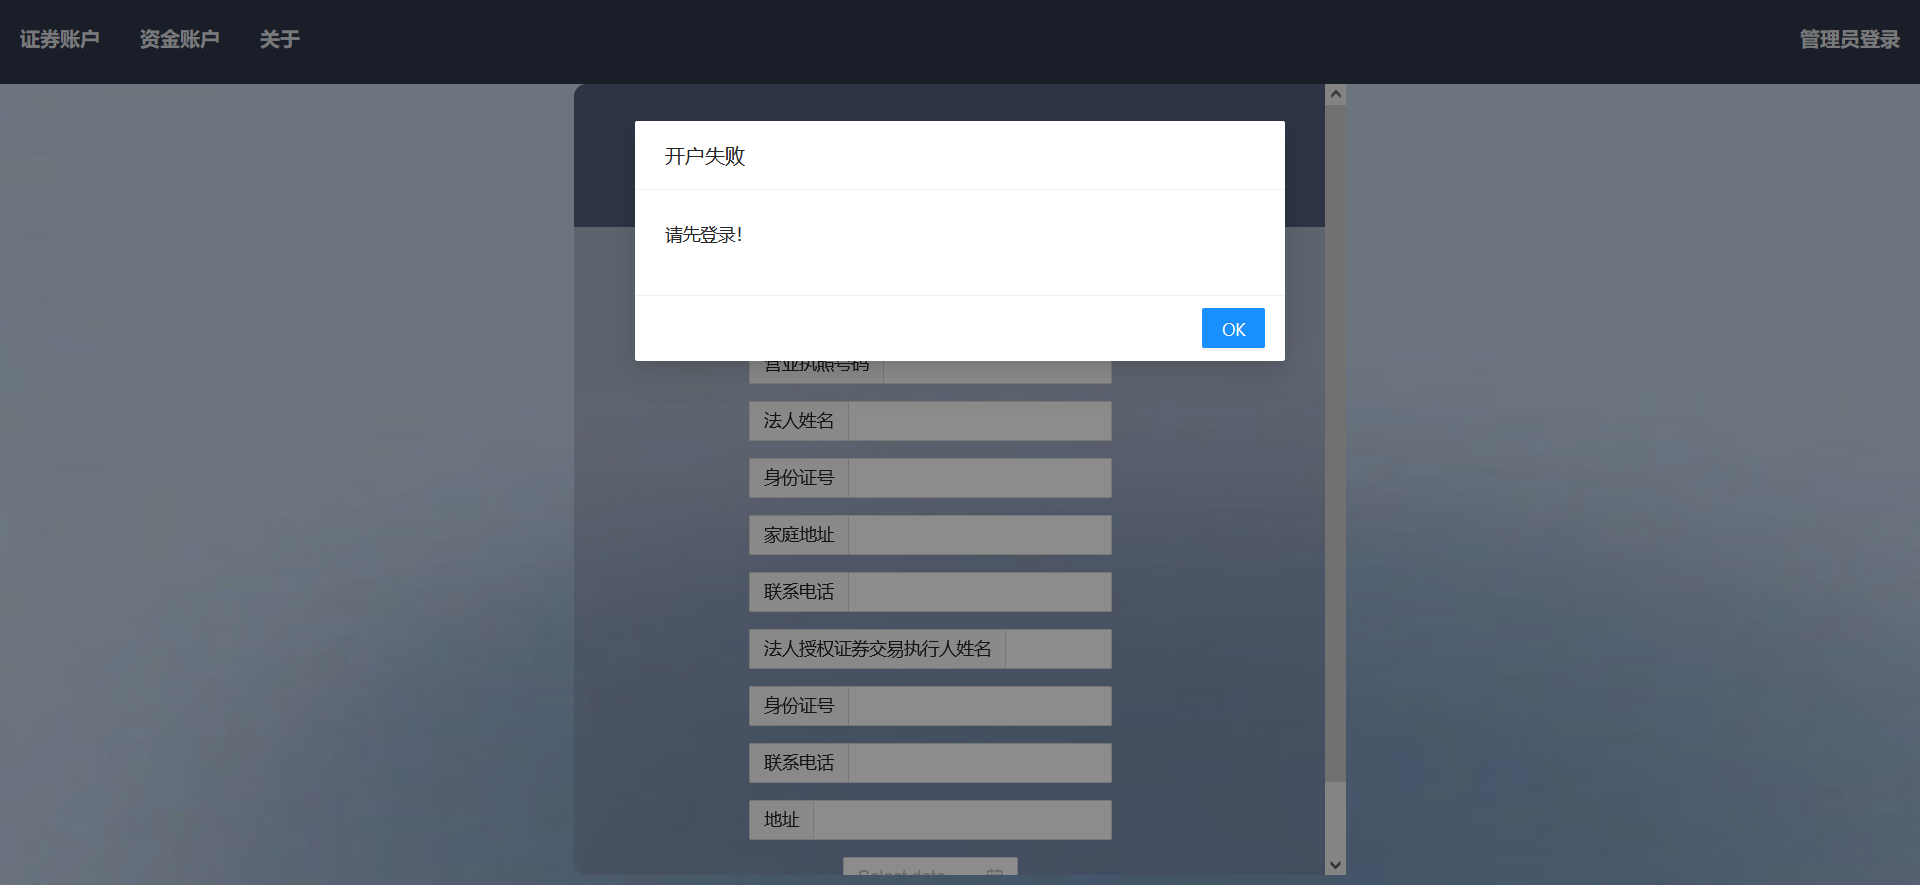 证券账户 资金账户 关于 管理员登录
开户失败
请先登录!
OK
营业执照号码
法人姓名
身份证号
家庭地址
联系电话
法人授权证券交易执行人姓名
身份证号
联系电话
地址
Select date